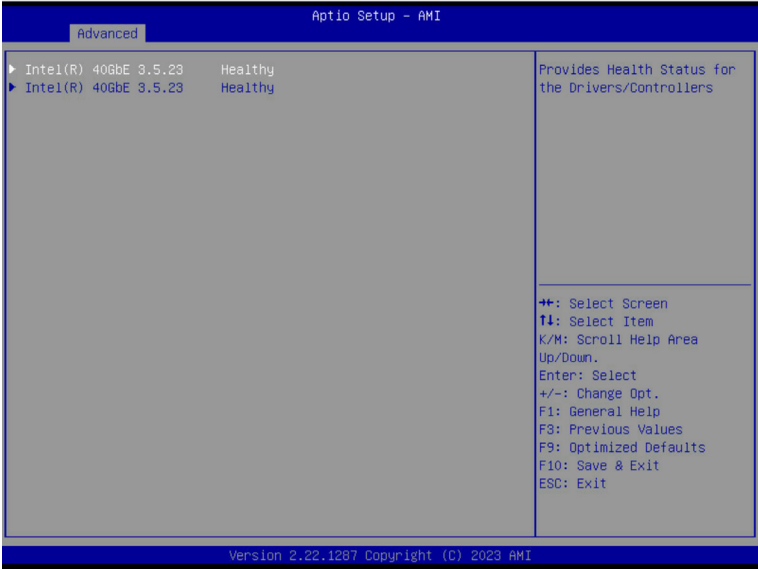 Aptio Setup – AMI
Advanced
▶ Intel(R) 40GbE 3.5.23 Healthy
▶ Intel(R) 40GbE 3.5.23 Healthy
Provides Health Status for
the Drivers/Controllers
→←: Select Screen
↑↓: Select Item
K/M: Scroll Help Area
Up/Down.
Enter: Select
+/-: Change Opt.
F1: General Help
F3: Previous Values
F9: Optimized Defaults
F10: Save & Exit
ESC: Exit
Version 2.22.1287 Copyright (C) 2023 AMI